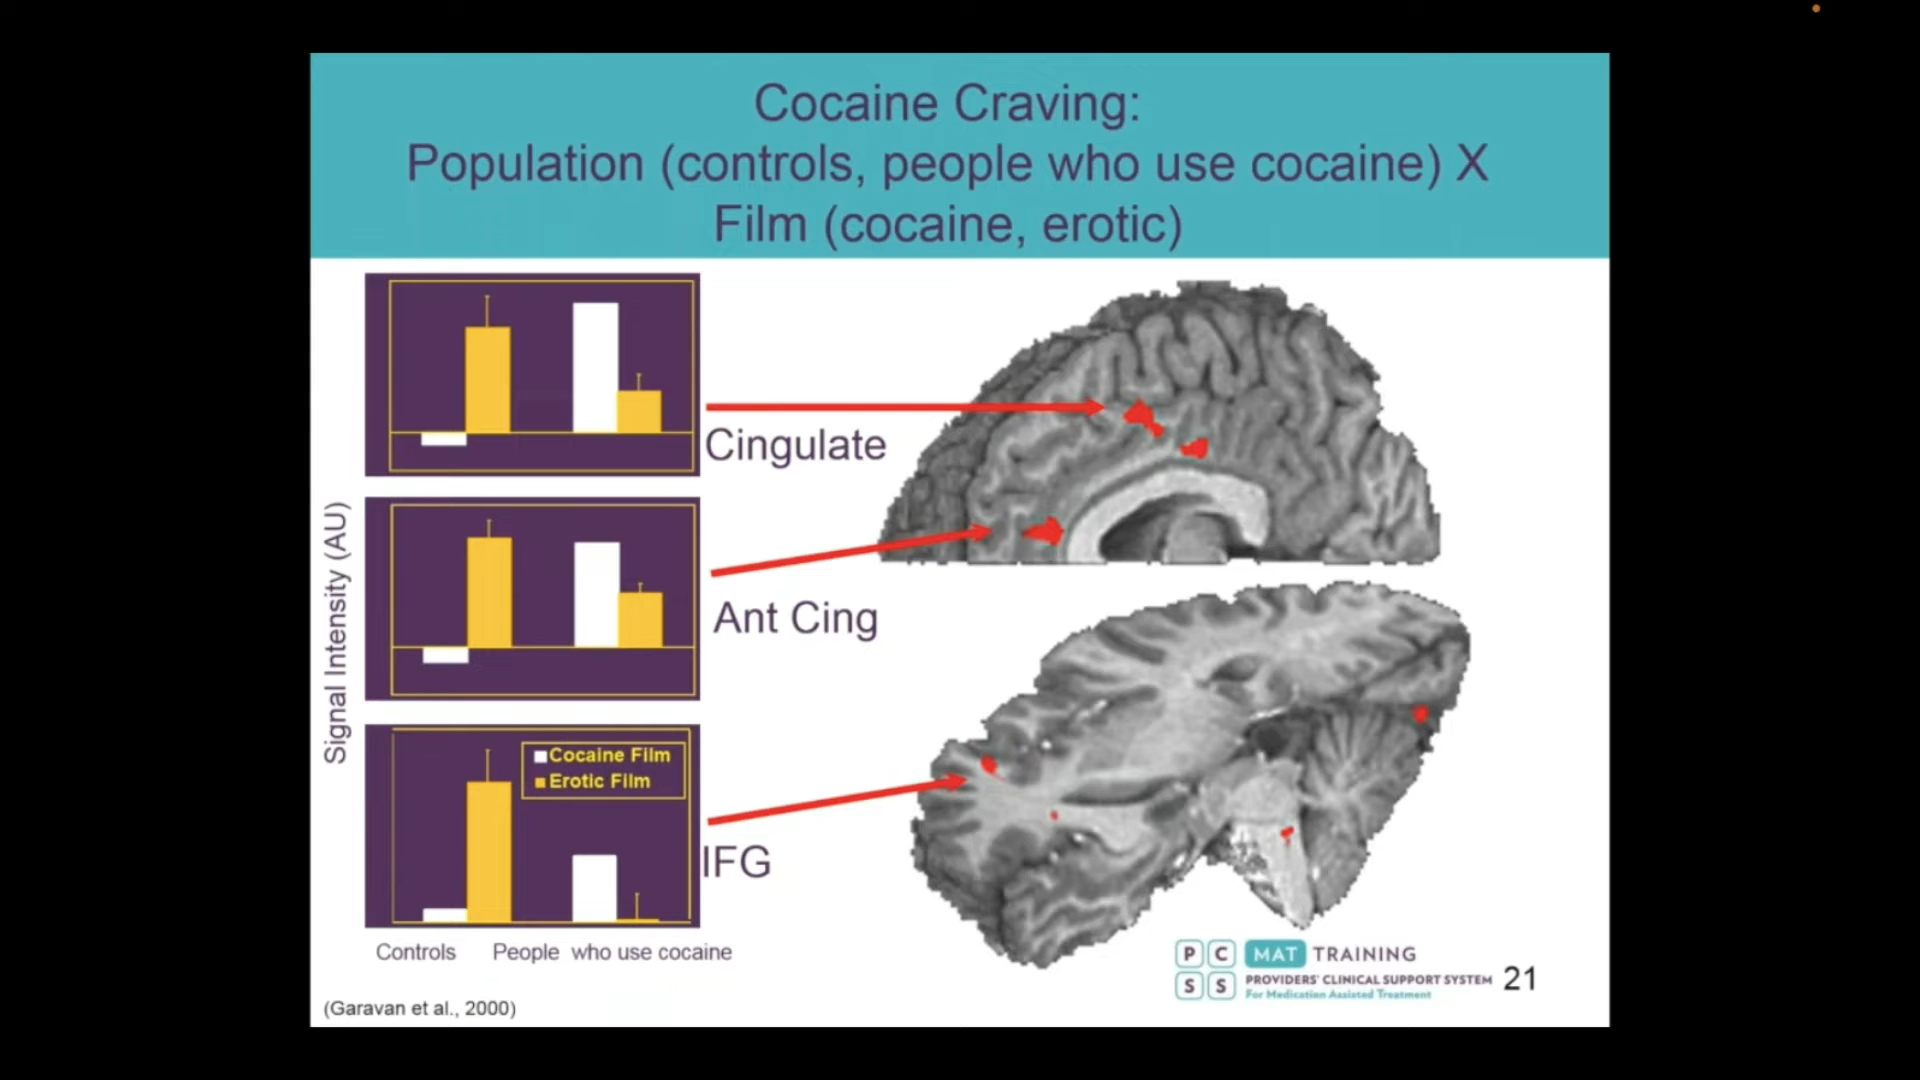 Cocaine Craving:
Population (controls, people who use cocaine) X
Film (cocaine, erotic)
Signal Intensity (AU)
Cingulate
Ant Cing
Cocaine Film
Erotic Film
IFG
Controls People who use cocaine
(Garavan et al., 2000)
P C
S S
MAT TRAINING
PROVIDERS' CLINICAL SUPPORT SYSTEM
For Medication Assisted Treatment
21